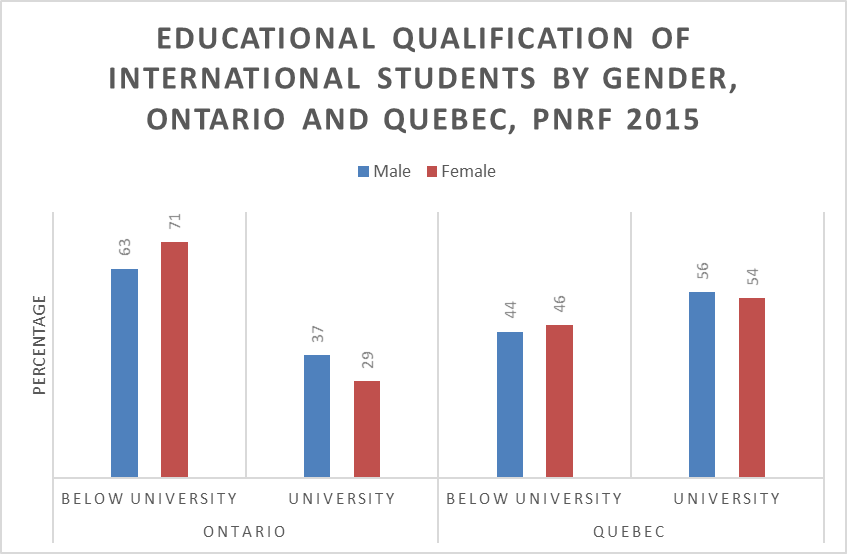 EDUCATIONAL QUALIFICATION OF
INTERNATIONAL STUDENTS BY GENDER,
ONTARIO AND QUEBEC, PNRF 2015
Male Female
PERCENTAGE
63
71
37
29
44
46
56
54
BELOW UNIVERSITY UNIVERSITY BELOW UNIVERSITY UNIVERSITY
ONTARIO QUEBEC